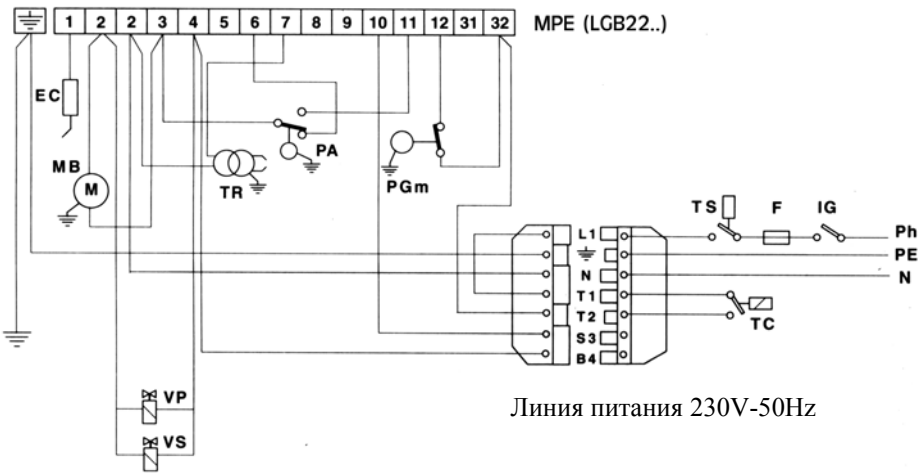 1 2 2 3 4 5 6 7 8 9 10 11 12 31 32 MPE (LGB22..)
EC
MB
M
TR
PA
PGm
TS F IG
L1 Ph
PE
N N
T1
T2 TC
S3
B4
VP
VS
Линия питания 230V-50Hz